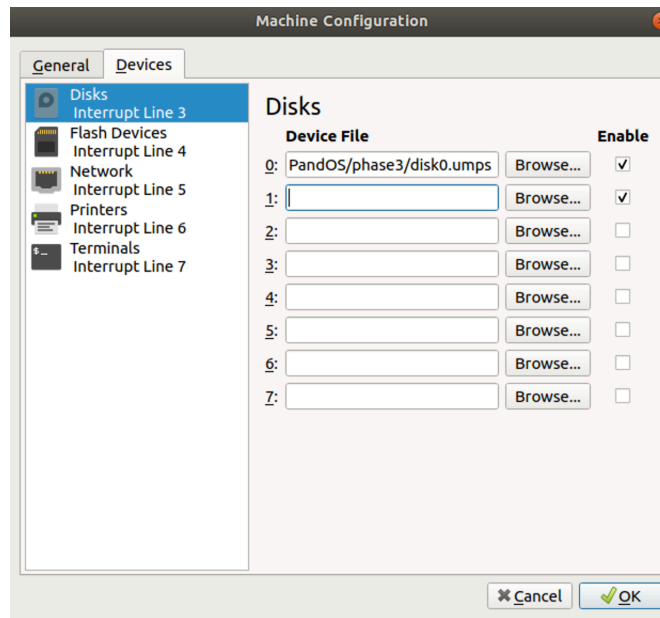 Machine Configuration
General Devices
Disks
Interrupt Line 3
Flash Devices
Interrupt Line 4
Network
Interrupt Line 5
Printers
Interrupt Line 6
Terminals
Interrupt Line 7
Disks
Device File Enable
0: PandOS/phase3/disk0.umps Browse...
1: Browse...
2: Browse...
3: Browse...
4: Browse...
5: Browse...
6: Browse...
7: Browse...
Cancel OK